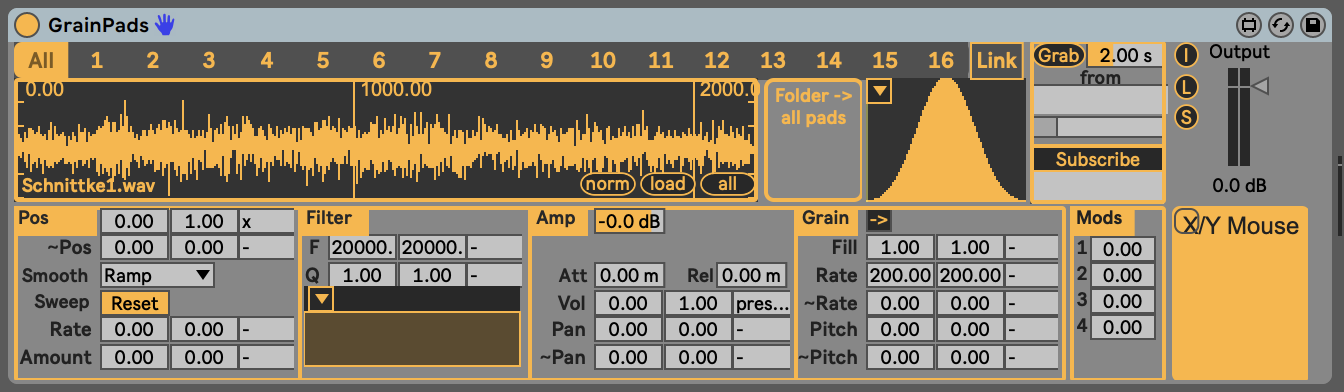 GrainPads
All 1 2 3 4 5 6 7 8 9 10 11 12 13 14 15 16 Link
0.00 1000.00 2000.0
Schnittke1.wav norm load all
Folder ->
all pads
Grab 2.00 s
from
Subscribe
I
L
S
Output
0.0 dB
Pos 0.00 1.00 x
~Pos 0.00 0.00 -
Smooth Ramp
Sweep Reset
Rate 0.00 0.00 -
Amount 0.00 0.00 -
Filter
F 20000. 20000. -
Q 1.00 1.00 -
Amp -0.0 dB
Att 0.00 m Rel 0.00 m
Vol 0.00 1.00 pres...
Pan 0.00 0.00 -
~Pan 0.00 0.00 -
Grain ->
Fill 1.00 1.00 -
Rate 200.00 200.00 -
~Rate 0.00 0.00 -
Pitch 0.00 0.00 -
~Pitch 0.00 0.00 -
Mods
1 0.00
2 0.00
3 0.00
4 0.00
X/Y Mouse